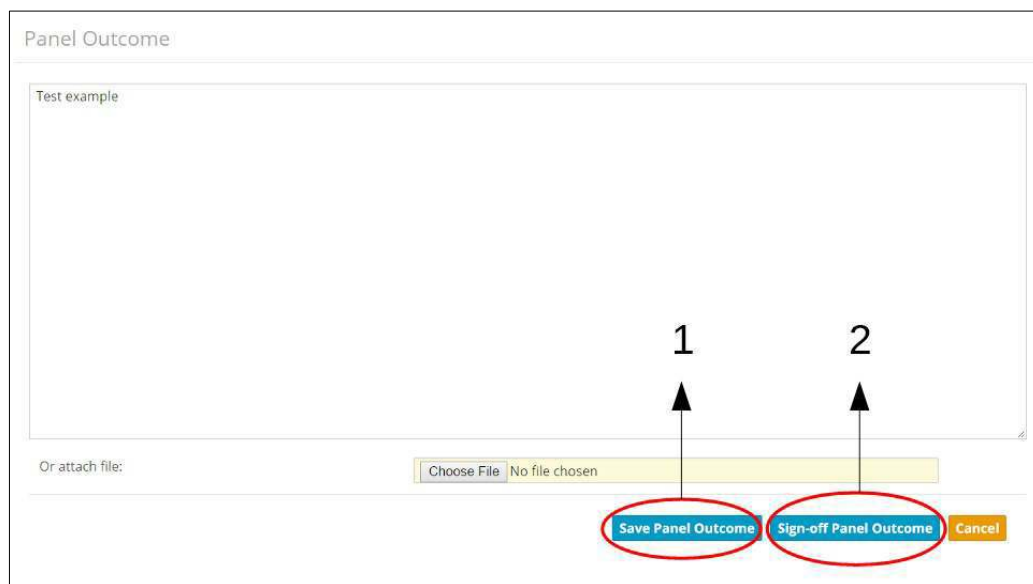 Panel Outcome
Test example
1 2
Or attach file: Choose File No file chosen
Save Panel Outcome Sign-off Panel Outcome Cancel